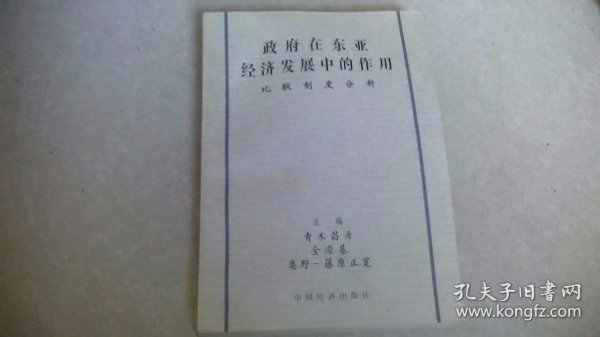 政府在东亚
经济发展中的作用
比较制度分析
主编
青木昌彦
金滢基
奥野－藤原正宽
中国经济出版社
孔夫子旧书网
www.kongfz.com